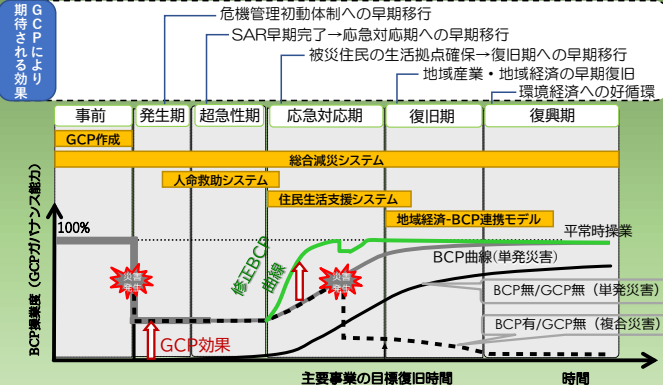 GCPにより
期待される効果
危機管理初動体制への早期移行
SAR早期完了→応急対応期への早期移行
被災住民の生活拠点確保→復旧期への早期移行
地域産業・地域経済の早期復旧
環境経済への好循環
事前
発生期
超急性期
応急対応期
復旧期
復興期
GCP作成
総合減災システム
人命救助システム
住民生活支援システム
地域経済-BCP連携モデル
BCP操業度（GCPガバナンス能力）
100%
平常時操業
修正BCP
曲線
BCP曲線(単発災害)
災害
発生
災害
発生
BCP無/GCP無（単発災害）
BCP有/GCP無（複合災害）
GCP効果
主要事業の目標復旧時間
時間